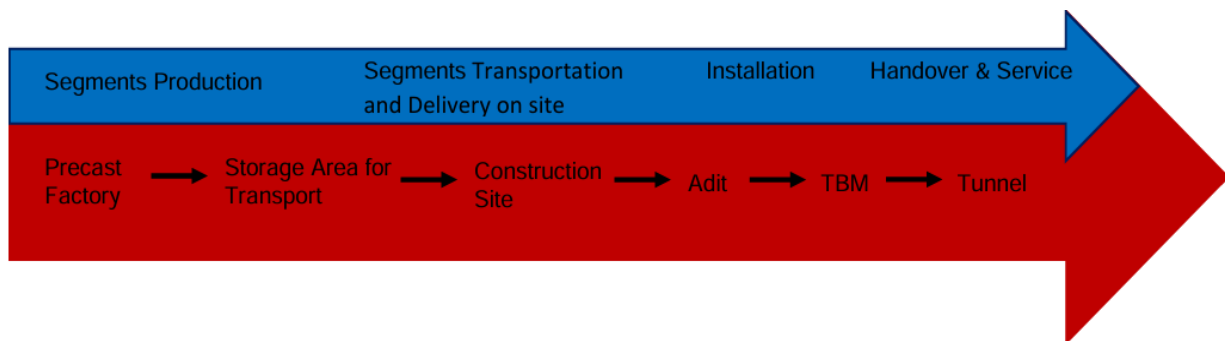 Segments Production
Segments Transportation
and Delivery on site
Installation
Handover & Service
Precast
Factory
Storage Area for
Transport
Construction
Site
Adit
TBM
Tunnel